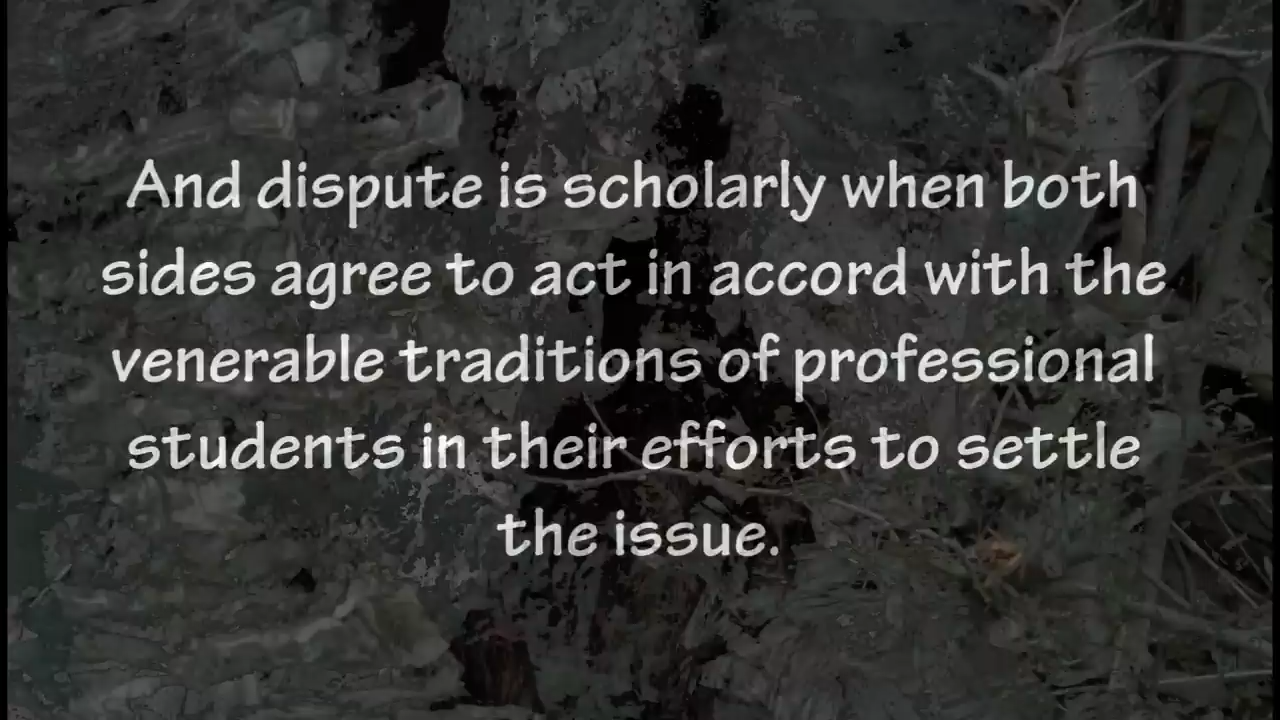 And dispute is scholarly when both
sides agree to act in accord with the
venerable traditions of professional
students in their efforts to settle
the issue.